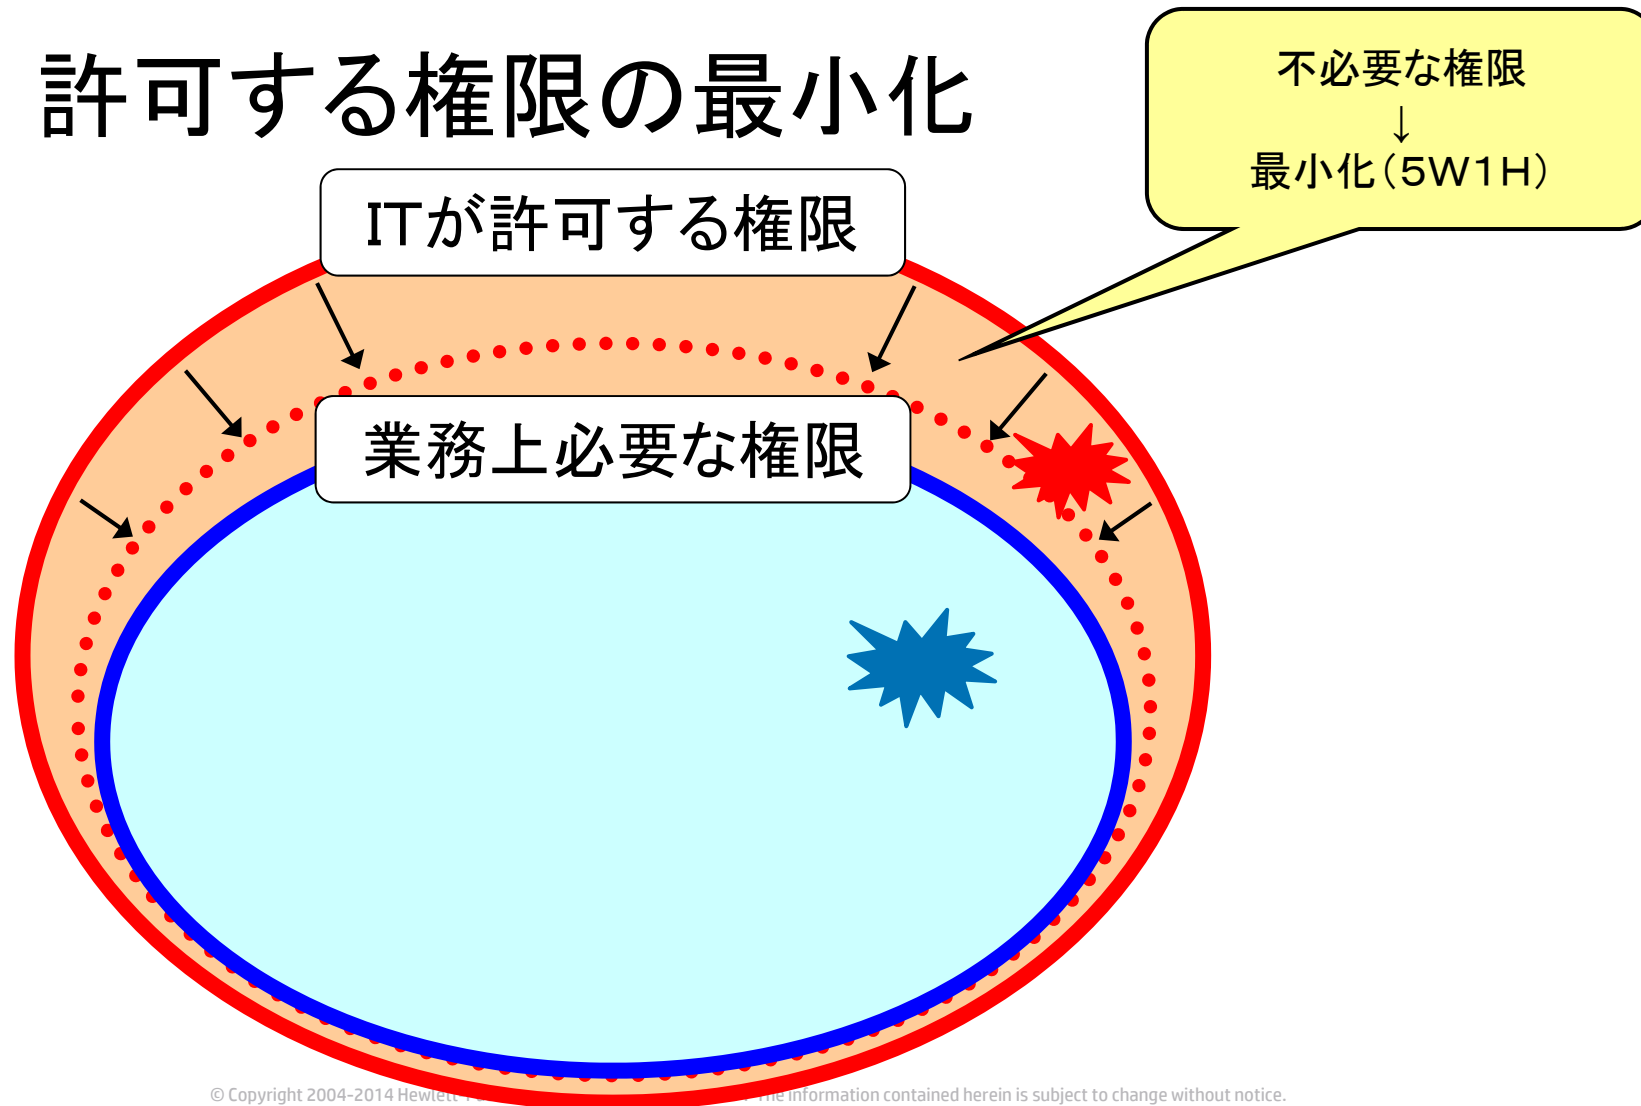 許可する権限の最小化
不必要な権限
↓
最小化（5W1H）
ITが許可する権限
業務上必要な権限
© Copyright 2004-2014 Hewlett-P The information contained herein is subject to change without notice.